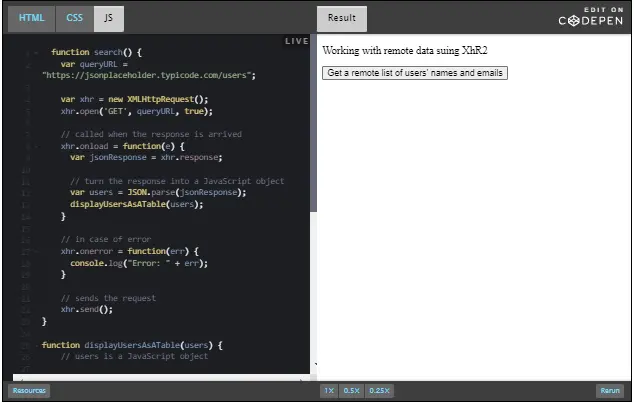 HTML CSS JS Result EDIT ON
CODEPEN
LIVE
function search() {
var queryURL =
"https://jsonplaceholder.typicode.com/users";
var xhr = new XMLHttpRequest();
xhr.open('GET', queryURL, true);
// called when the response is arrived
xhr.onload = function(e) {
var jsonResponse = xhr.response;
// turn the response into a JavaScript object
var users = JSON.parse(jsonResponse);
displayUsersAsATable(users);
}
// in case of error
xhr.onerror = function(err) {
console.log("Error: " + err);
}
// sends the request
xhr.send();
}
function displayUsersAsATable(users) {
// users is a JavaScript object
Working with remote data suing XhR2
Get a remote list of users' names and emails
Resources 1X 0.5X 0.25X Rerun